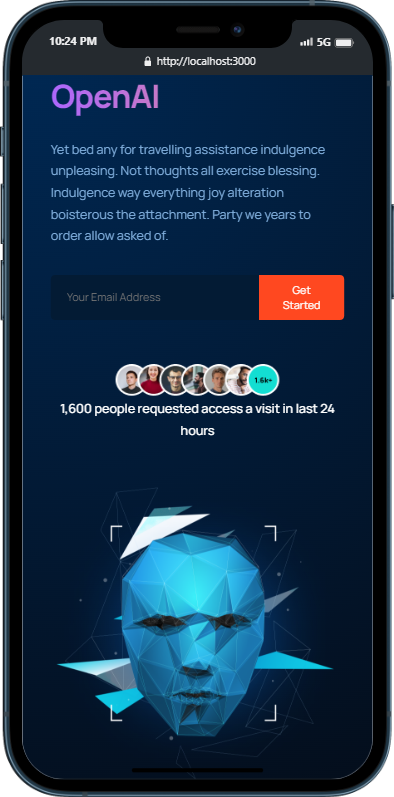 10:24 PM
5G
http://localhost:3000
OpenAI
Yet bed any for travelling assistance indulgence
unpleasing. Not thoughts all exercise blessing.
Indulgence way everything joy alteration
boisterous the attachment. Party we years to
order allow asked of.
Your Email Address
Get
Started
1.6k+
1,600 people requested access a visit in last 24
hours